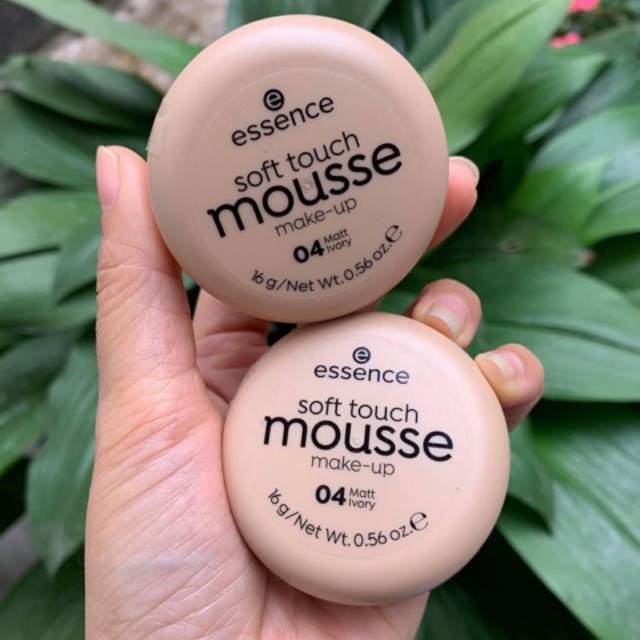 essence
soft touch
mousse
make-up
04 Matt
Ivory
16 g/Net Wt. 0.56 oz.℮
essence
soft touch
mousse
make-up
04 Matt
Ivory
16 g/Net Wt. 0.56 oz.℮